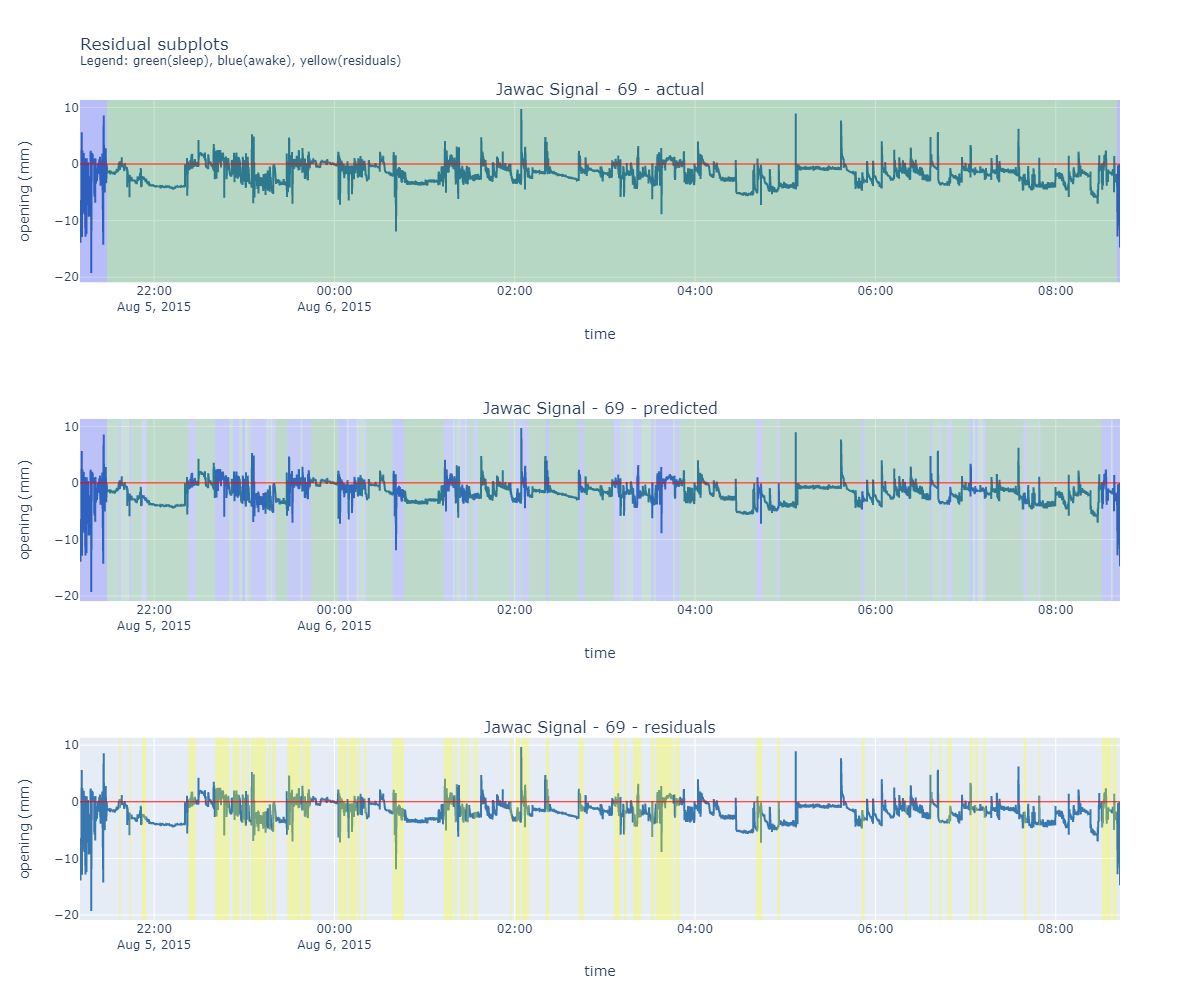 Residual subplots
Legend: green(sleep), blue(awake), yellow(residuals)
Jawac Signal - 69 - actual
10
0
−10
−20
opening (mm)
22:00 00:00 02:00 04:00 06:00 08:00
Aug 5, 2015 Aug 6, 2015
time
Jawac Signal - 69 - predicted
10
0
−10
−20
opening (mm)
22:00 00:00 02:00 04:00 06:00 08:00
Aug 5, 2015 Aug 6, 2015
time
Jawac Signal - 69 - residuals
10
0
−10
−20
opening (mm)
22:00 00:00 02:00 04:00 06:00 08:00
Aug 5, 2015 Aug 6, 2015
time